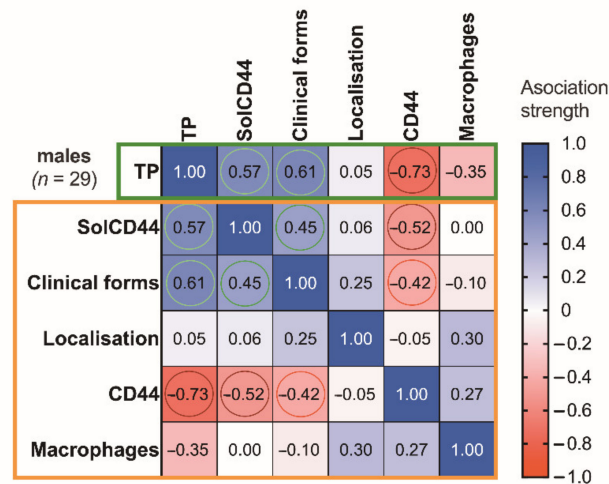 TP
SolCD44
Clinical forms
Localisation
CD44
Macrophages
Asociation
strength
males
(n = 29)
TP 1.00 0.57 0.61 0.05 −0.73 −0.35
SolCD44 0.57 1.00 0.45 0.06 −0.52 0.00
Clinical forms 0.61 0.45 1.00 0.25 −0.42 −0.10
Localisation 0.05 0.06 0.25 1.00 −0.05 0.30
CD44 −0.73 −0.52 −0.42 −0.05 1.00 0.27
Macrophages −0.35 0.00 −0.10 0.30 0.27 1.00
1.0
0.8
0.6
0.4
0.2
0
−0.2
−0.4
−0.6
−0.8
−1.0